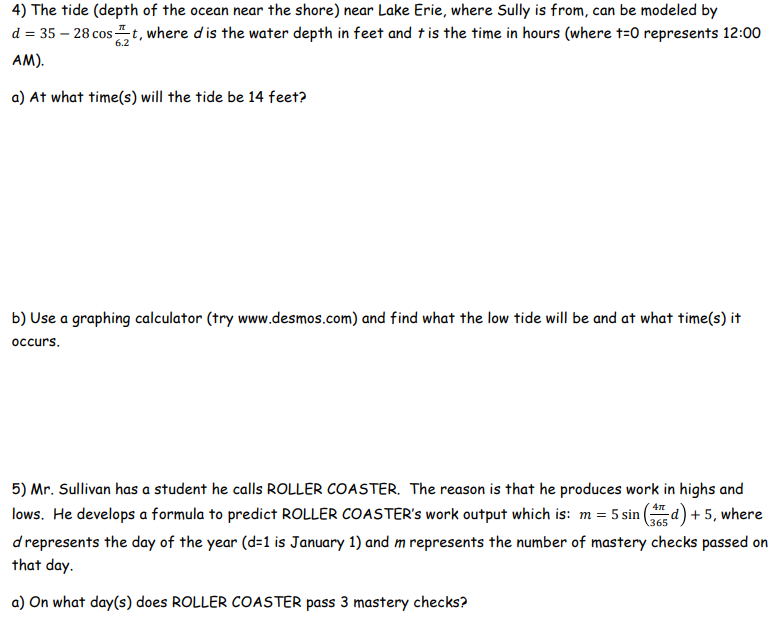 4) The tide (depth of the ocean near the shore) near Lake Erie, where Sully is from, can be modeled by
d = 35 − 28 cos π/6.2 t, where d is the water depth in feet and t is the time in hours (where t=0 represents 12:00
AM).
a) At what time(s) will the tide be 14 feet?
b) Use a graphing calculator (try www.desmos.com) and find what the low tide will be and at what time(s) it
occurs.
5) Mr. Sullivan has a student he calls ROLLER COASTER. The reason is that he produces work in highs and
lows. He develops a formula to predict ROLLER COASTER's work output which is: m = 5 sin (4π/365 d) + 5, where
d represents the day of the year (d=1 is January 1) and m represents the number of mastery checks passed on
that day.
a) On what day(s) does ROLLER COASTER pass 3 mastery checks?